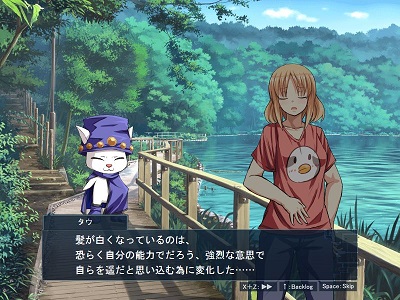 タウ
髪が白くなっているのは、
恐らく自分の能力でだろう、強烈な意思で
自らを遥だと思い込む為に変化した……
X+Z: ▶▶ ↑:Backlog Space:Skip